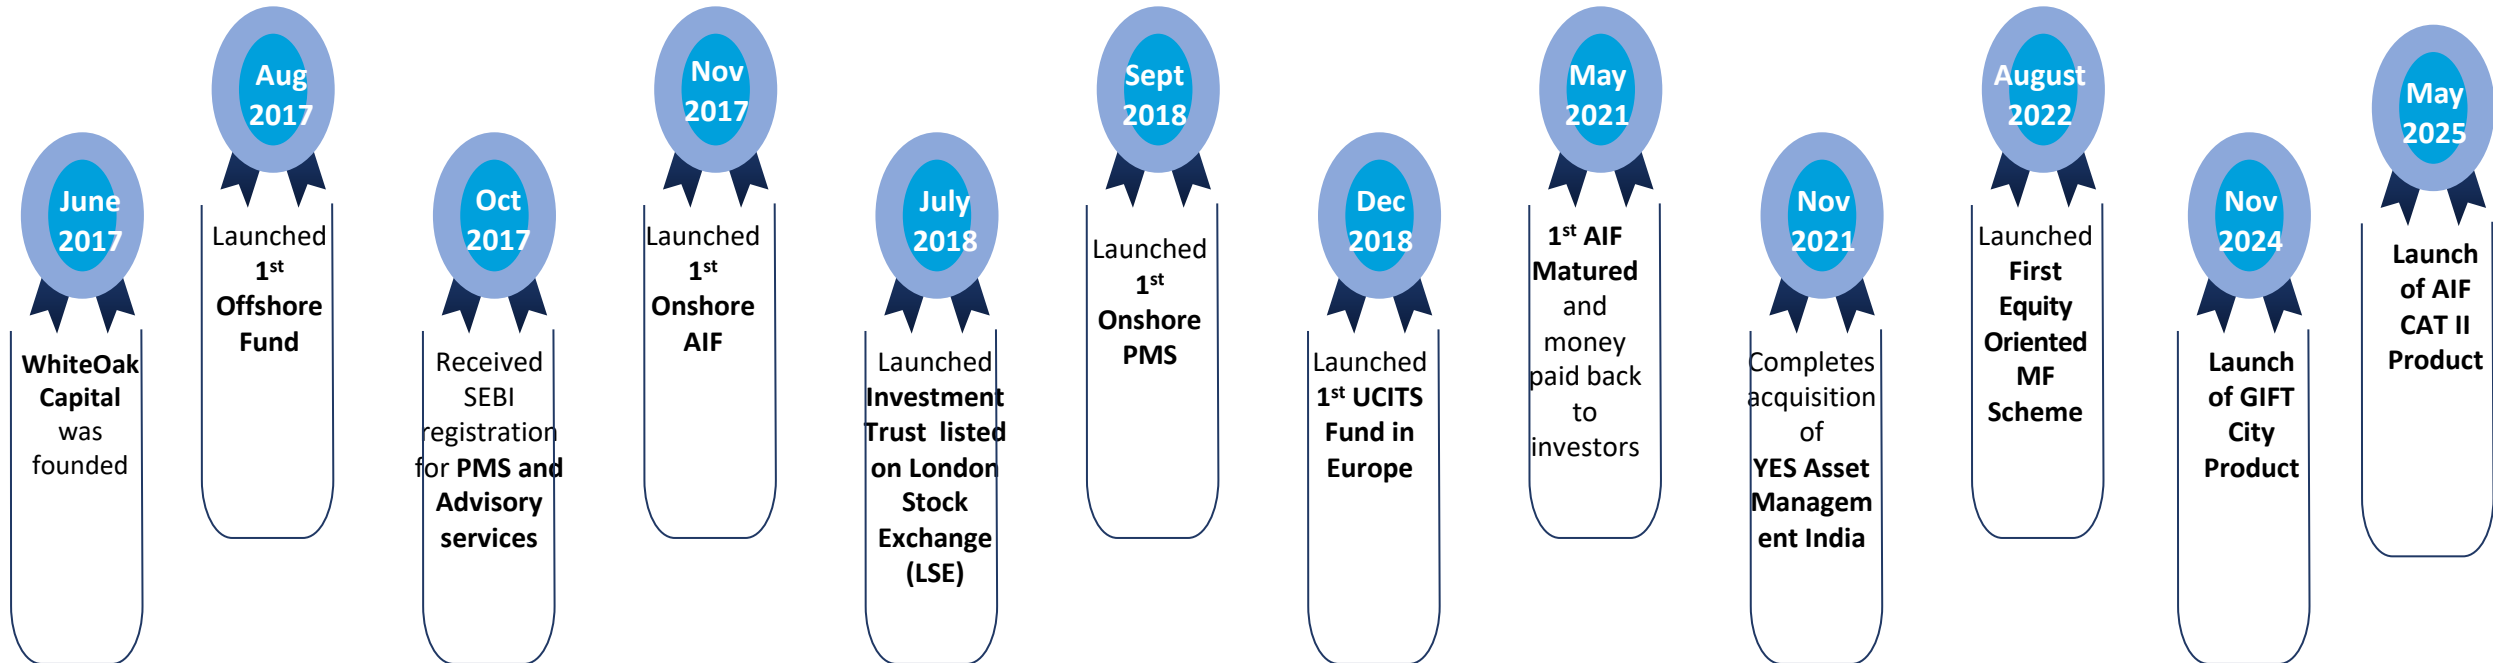 June
2017
WhiteOak
Capital
was
founded
Aug
2017
Launched
1st
Offshore
Fund
Oct
2017
Received
SEBI
registration
for PMS and
Advisory
services
Nov
2017
Launched
1st
Onshore
AIF
July
2018
Launched
Investment
Trust listed
on London
Stock
Exchange
(LSE)
Sept
2018
Launched
1st
Onshore
PMS
Dec
2018
Launched
1st UCITS
Fund in
Europe
May
2021
1st AIF
Matured
and
money
paid back
to
investors
Nov
2021
Completes
acquisition
of
YES Asset
Managem
ent India
August
2022
Launched
First
Equity
Oriented
MF
Scheme
Nov
2024
Launch
of GIFT
City
Product
May
2025
Launch
of AIF
CAT II
Product